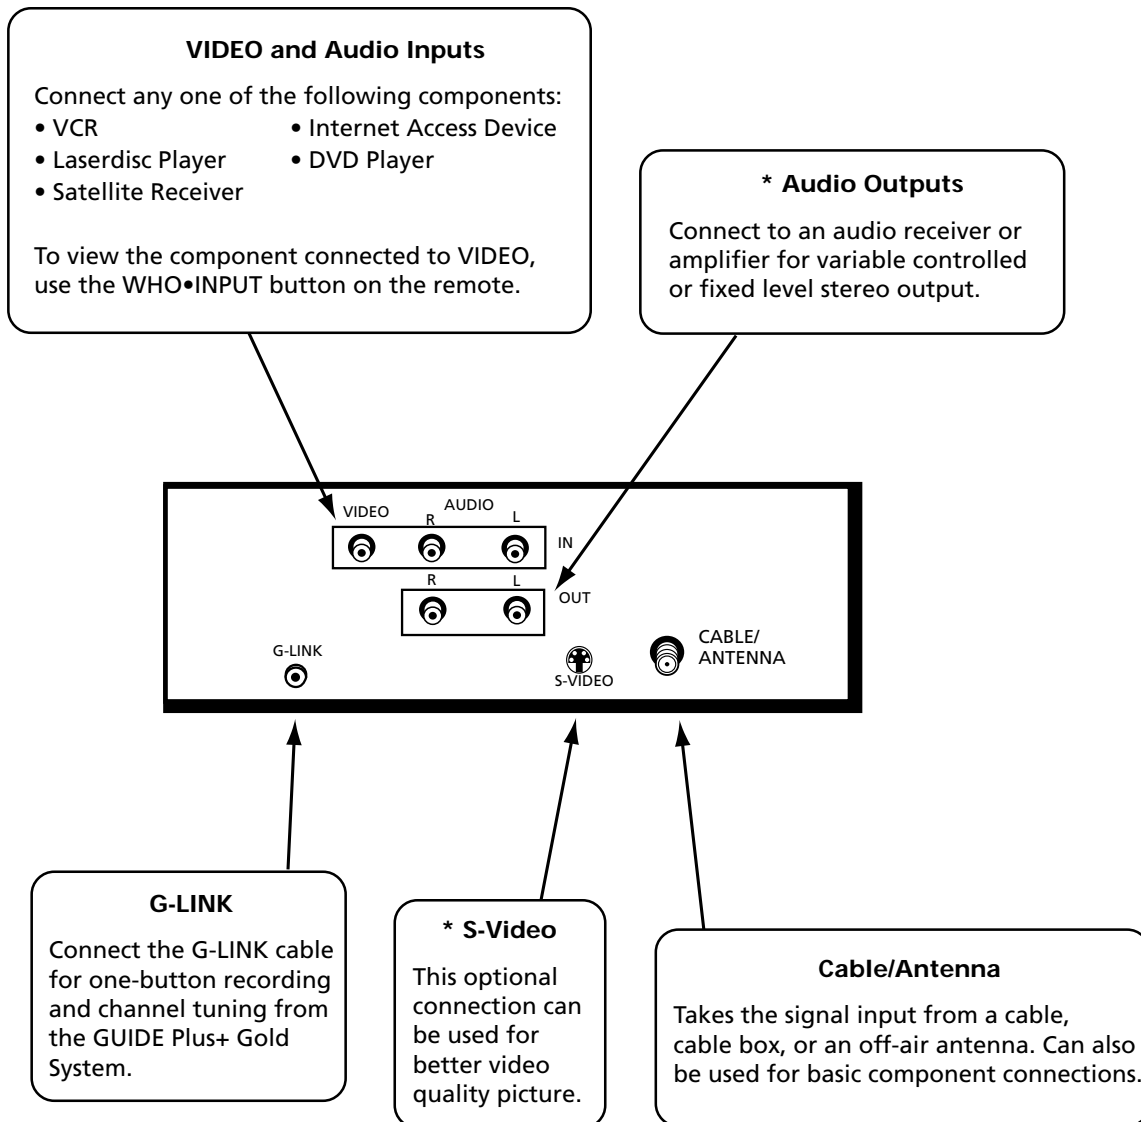 VIDEO and Audio Inputs
Connect any one of the following components:
• VCR • Internet Access Device
• Laserdisc Player • DVD Player
• Satellite Receiver
To view the component connected to VIDEO,
use the WHO•INPUT button on the remote.
* Audio Outputs
Connect to an audio receiver or
amplifier for variable controlled
or fixed level stereo output.
VIDEO AUDIO
R L
IN
R L
OUT
G-LINK
S-VIDEO
CABLE/
ANTENNA
G-LINK
Connect the G-LINK cable
for one-button recording
and channel tuning from
the GUIDE Plus+ Gold
System.
* S-Video
This optional
connection can
be used for
better video
quality picture.
Cable/Antenna
Takes the signal input from a cable,
cable box, or an off-air antenna. Can also
be used for basic component connections.